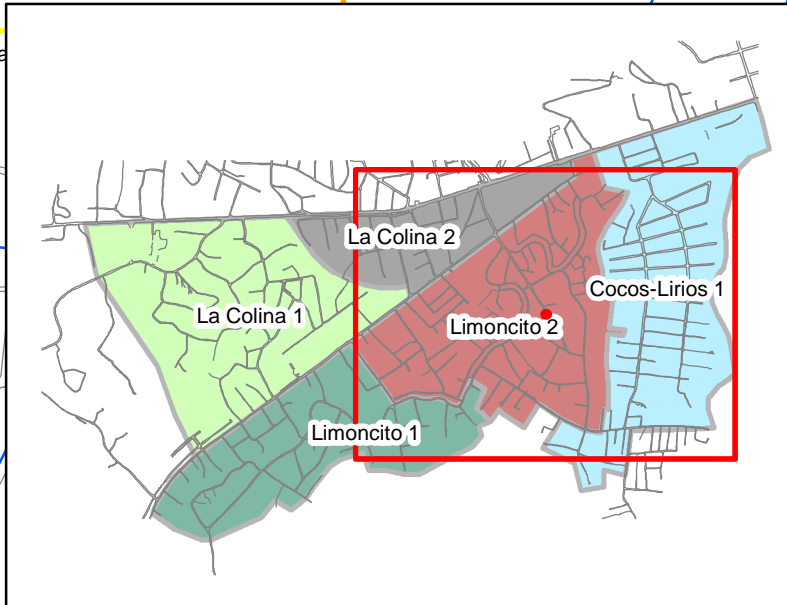 a
La Colina 2
Cocos-Lirios 1
La Colina 1
Limoncito 2
Limoncito 1